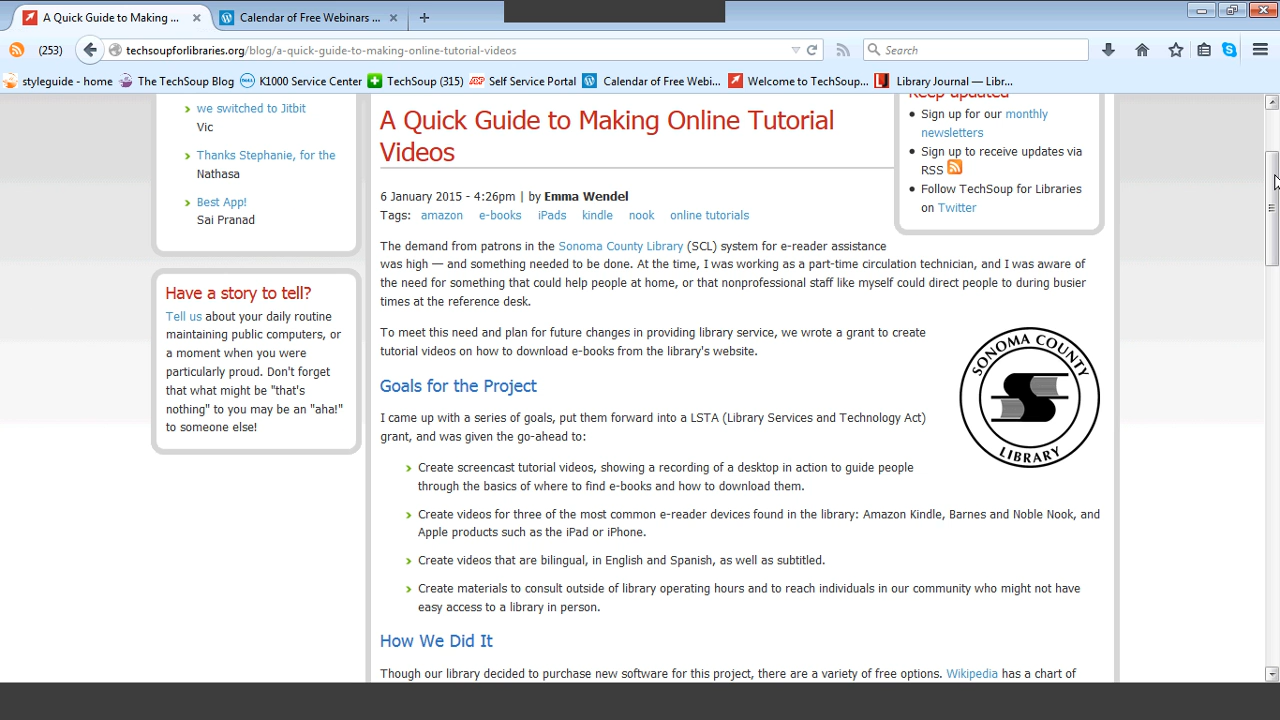 A Quick Guide to Making ...
Calendar of Free Webinars ...
(253)
techsoupforlibraries.org/blog/a-quick-guide-to-making-online-tutorial-videos
Search
styleguide - home
The TechSoup Blog
K1000 Service Center
TechSoup (315)
Self Service Portal
Calendar of Free Webi...
Welcome to TechSoup...
Library Journal — Libr...
we switched to Jitbit
Vic
Thanks Stephanie, for the
Nathasa
Best App!
Sai Pranad
Have a story to tell?
Tell us about your daily routine
maintaining public computers, or
a moment when you were
particularly proud. Don't forget
that what might be "that's
nothing" to you may be an "aha!"
to someone else!
A Quick Guide to Making Online Tutorial
Videos
6 January 2015 - 4:26pm | by Emma Wendel
Tags: amazon e-books iPads kindle nook online tutorials
The demand from patrons in the Sonoma County Library (SCL) system for e-reader assistance
was high — and something needed to be done. At the time, I was working as a part-time circulation technician, and I was aware of
the need for something that could help people at home, or that nonprofessional staff like myself could direct people to during busier
times at the reference desk.
To meet this need and plan for future changes in providing library service, we wrote a grant to create
tutorial videos on how to download e-books from the library's website.
Goals for the Project
I came up with a series of goals, put them forward into a LSTA (Library Services and Technology Act)
grant, and was given the go-ahead to:
Create screencast tutorial videos, showing a recording of a desktop in action to guide people
through the basics of where to find e-books and how to download them.
Create videos for three of the most common e-reader devices found in the library: Amazon Kindle, Barnes and Noble Nook, and
Apple products such as the iPad or iPhone.
Create videos that are bilingual, in English and Spanish, as well as subtitled.
Create materials to consult outside of library operating hours and to reach individuals in our community who might not have
easy access to a library in person.
How We Did It
Though our library decided to purchase new software for this project, there are a variety of free options. Wikipedia has a chart of
Keep updated
Sign up for our monthly
newsletters
Sign up to receive updates via
RSS
Follow TechSoup for Libraries
on Twitter
SONOMA COUNTY
LIBRARY